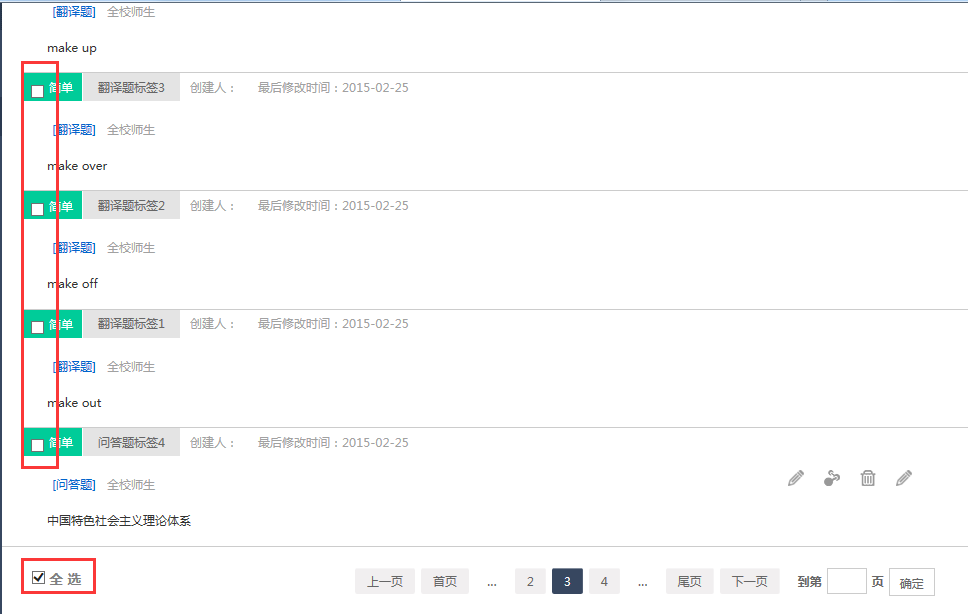 [翻译题] 全校师生
make up
简单 翻译题标签3 创建人： 最后修改时间：2015-02-25
[翻译题] 全校师生
make over
简单 翻译题标签2 创建人： 最后修改时间：2015-02-25
[翻译题] 全校师生
make off
简单 翻译题标签1 创建人： 最后修改时间：2015-02-25
[翻译题] 全校师生
make out
简单 问答题标签4 创建人： 最后修改时间：2015-02-25
[问答题] 全校师生
中国特色社会主义理论体系
全 选 上一页 首页 ... 2 3 4 ... 尾页 下一页 到第 页 确定